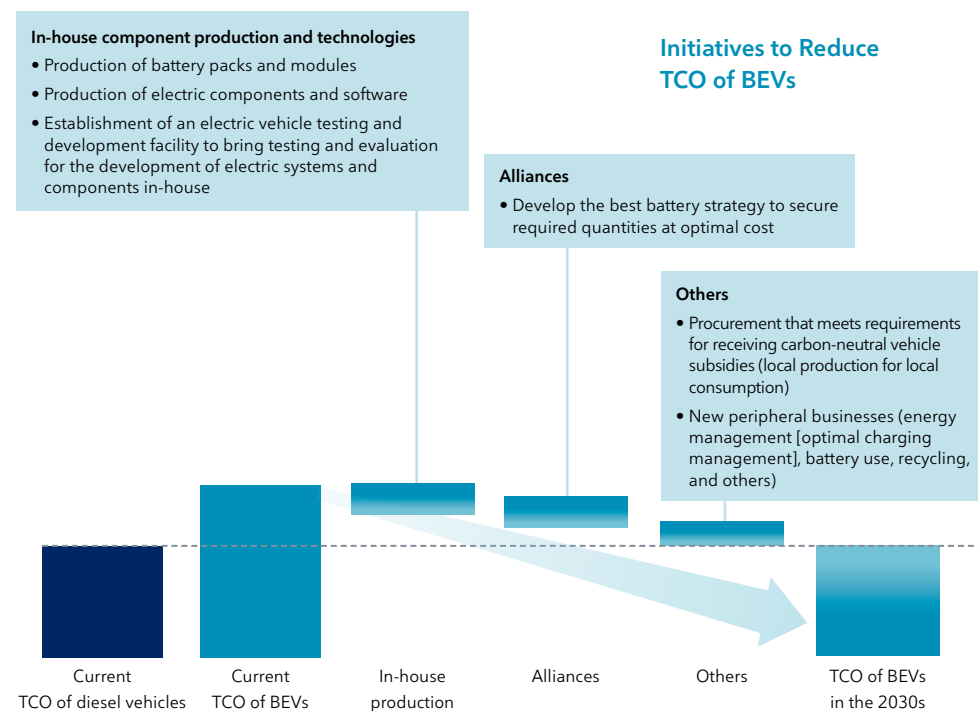 Initiatives to Reduce
TCO of BEVs
In-house component production and technologies
• Production of battery packs and modules
• Production of electric components and software
• Establishment of an electric vehicle testing and
development facility to bring testing and evaluation
for the development of electric systems and
components in-house
Alliances
• Develop the best battery strategy to secure
required quantities at optimal cost
Others
• Procurement that meets requirements
for receiving carbon-neutral vehicle
subsidies (local production for local
consumption)
• New peripheral businesses (energy
management [optimal charging
management], battery use, recycling,
and others)
Current
TCO of diesel vehicles
Current
TCO of BEVs
In-house
production
Alliances
Others
TCO of BEVs
in the 2030s